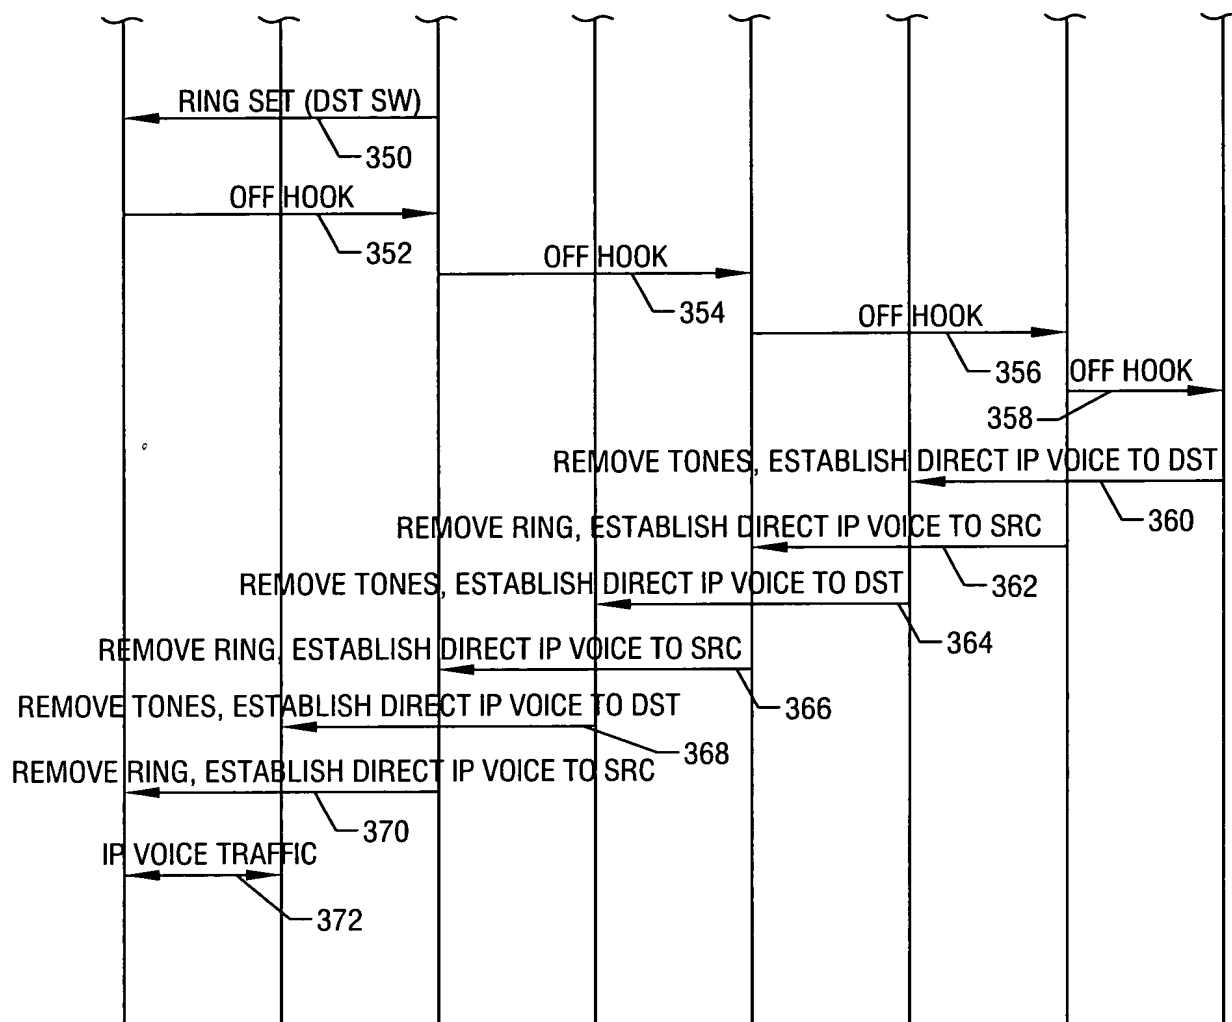 RING SET (DST SW)
350
OFF HOOK
352
OFF HOOK
354
OFF HOOK
356
OFF HOOK
358
REMOVE TONES, ESTABLISH DIRECT IP VOICE TO DST
360
REMOVE RING, ESTABLISH DIRECT IP VOICE TO SRC
362
REMOVE TONES, ESTABLISH DIRECT IP VOICE TO DST
364
REMOVE RING, ESTABLISH DIRECT IP VOICE TO SRC
366
REMOVE TONES, ESTABLISH DIRECT IP VOICE TO DST
368
REMOVE RING, ESTABLISH DIRECT IP VOICE TO SRC
370
IP VOICE TRAFFIC
372